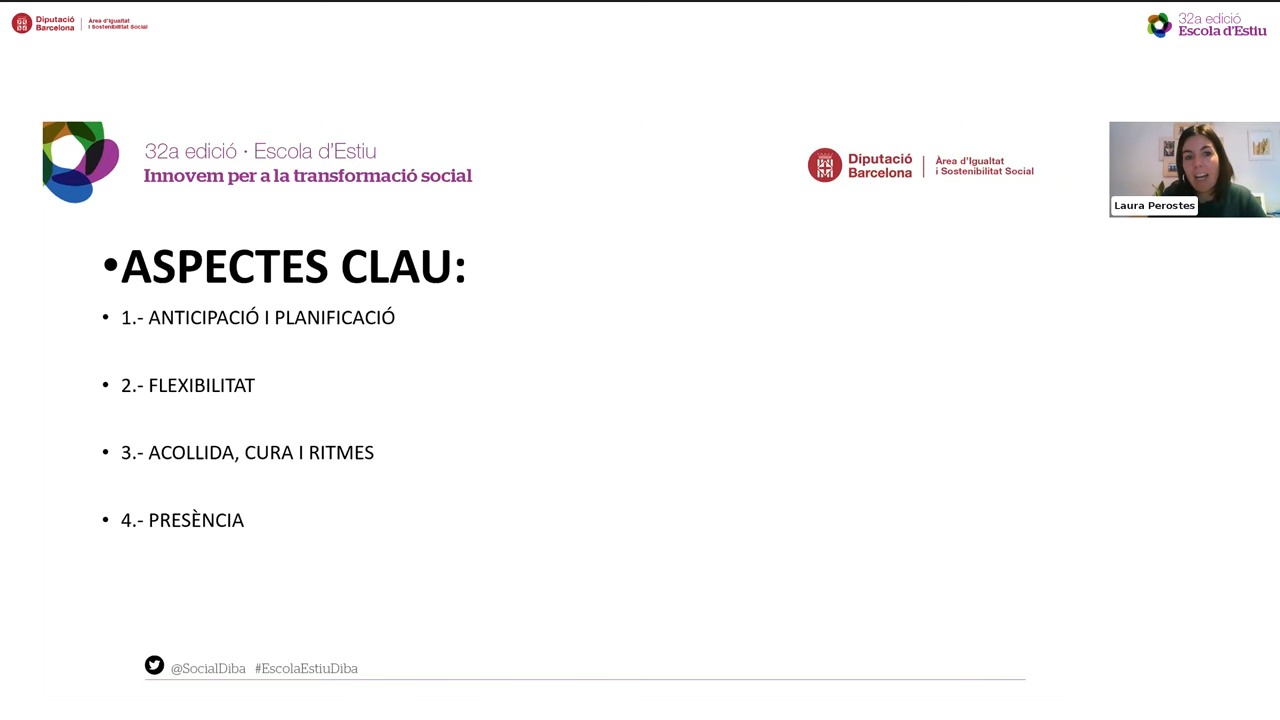 Diputació
Barcelona
Àrea d'Igualtat
i Sostenibilitat Social
32a edició
Escola d'Estiu
32a edició · Escola d'Estiu
Innovem per a la transformació social
Diputació
Barcelona
Àrea d'Igualtat
i Sostenibilitat Social
Laura Perostes
•ASPECTES CLAU:
• 1.- ANTICIPACIÓ I PLANIFICACIÓ
• 2.- FLEXIBILITAT
• 3.- ACOLLIDA, CURA I RITMES
• 4.- PRESÈNCIA
@SocialDiba #EscolaEstiuDiba